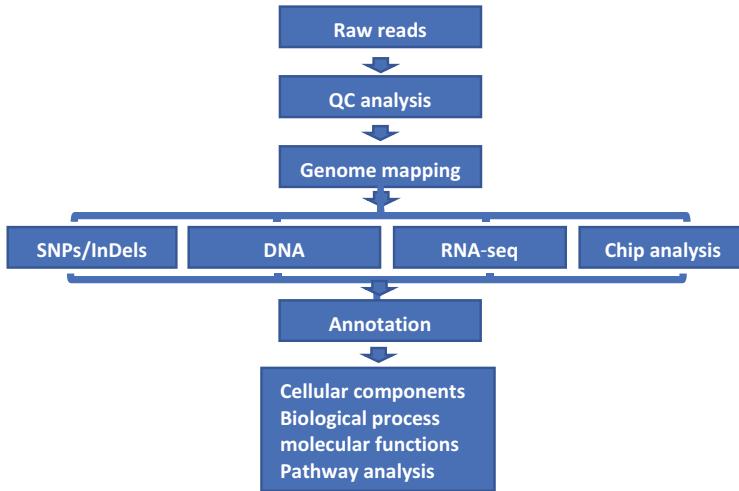 Raw reads
QC analysis
Genome mapping
SNPs/InDels
DNA
RNA-seq
Chip analysis
Annotation
Cellular components
Biological process
molecular functions
Pathway analysis